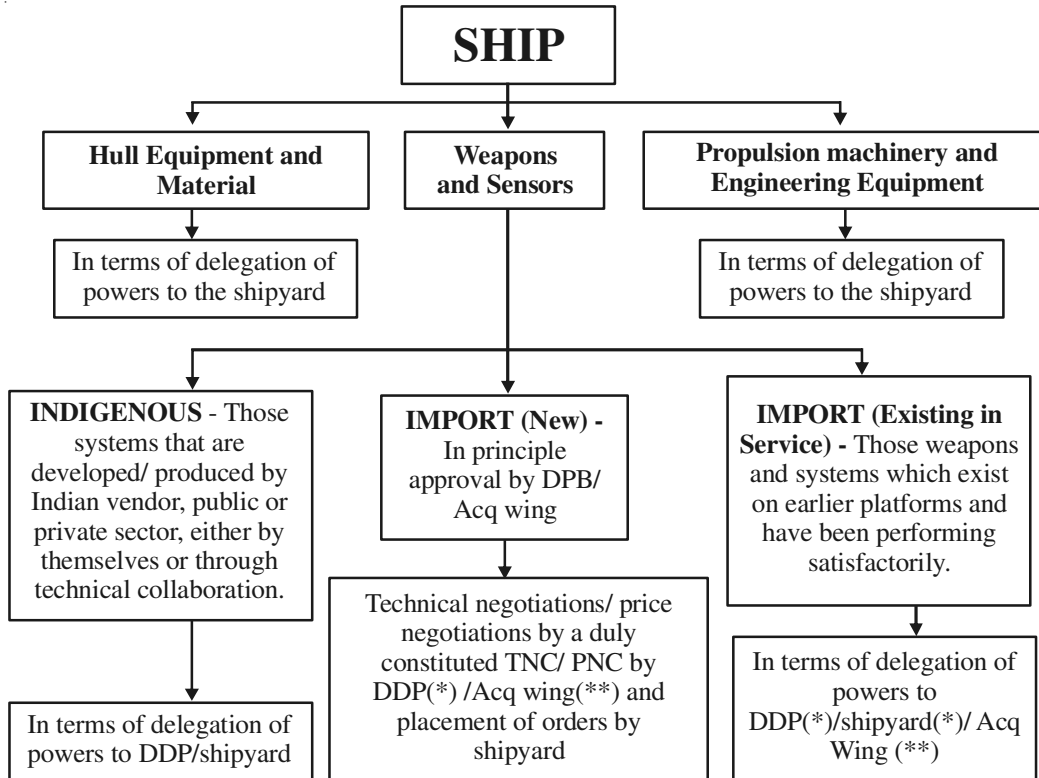 SHIP
Hull Equipment and
Material
Weapons
and Sensors
Propulsion machinery and
Engineering Equipment
In terms of delegation of
powers to the shipyard
In terms of delegation of
powers to the shipyard
INDIGENOUS - Those
systems that are
developed/ produced by
Indian vendor, public or
private sector, either by
themselves or through
technical collaboration.
IMPORT (New) -
In principle
approval by DPB/
Acq wing
IMPORT (Existing in
Service) - Those weapons
and systems which exist
on earlier platforms and
have been performing
satisfactorily.
In terms of delegation of
powers to DDP/shipyard
Technical negotiations/ price
negotiations by a duly
constituted TNC/ PNC by
DDP(*) /Acq wing(**) and
placement of orders by
shipyard
In terms of delegation of
powers to
DDP(*)/shipyard(*)/ Acq
Wing (**)